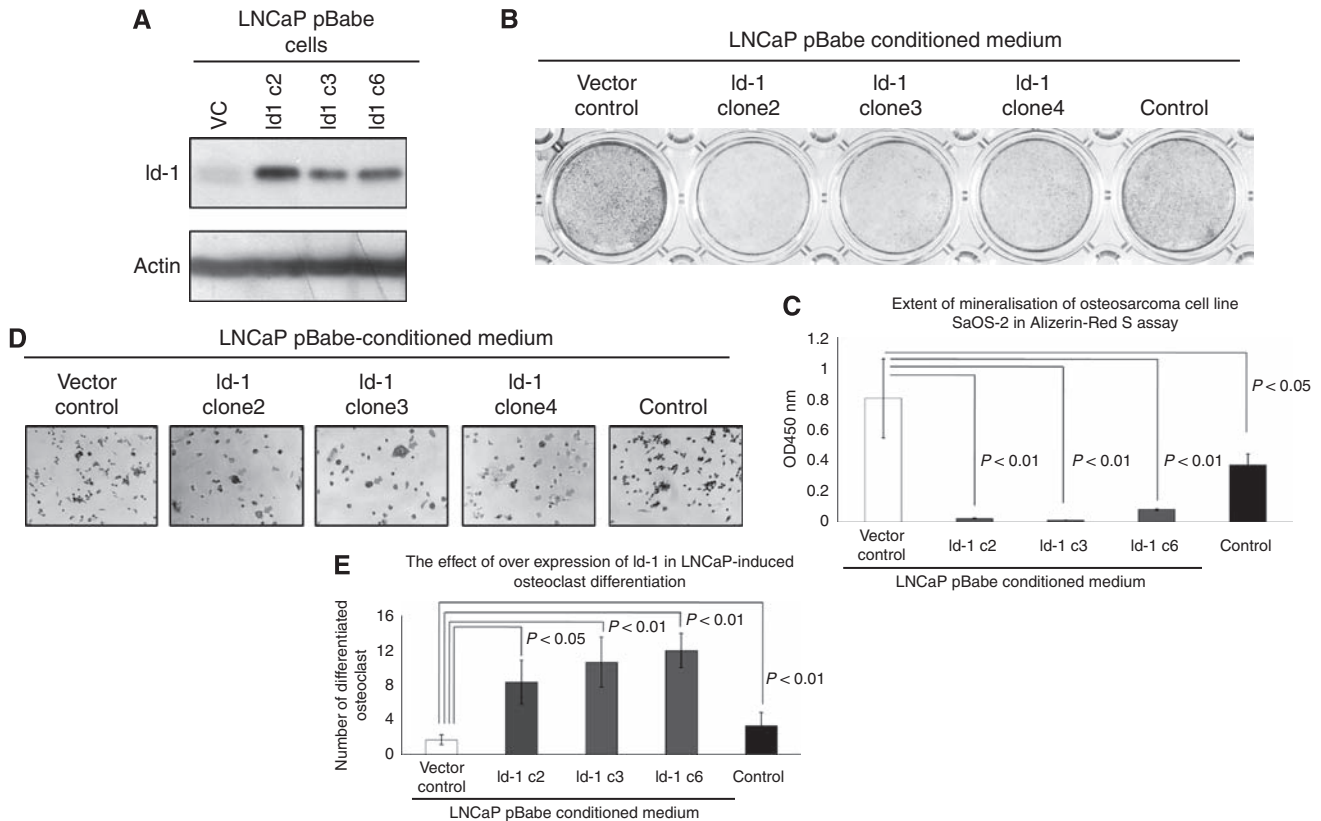 A
LNCaP pBabe
cells
VC
Id1 c2
Id1 c3
Id1 c6
Id-1
Actin
B
LNCaP pBabe conditioned medium
Vector
control
Id-1
clone2
Id-1
clone3
Id-1
clone4
Control
C
Extent of mineralisation of osteosarcoma cell line
SaOS-2 in Alizerin-Red S assay
OD450 nm
1.2
1
0.8
0.6
0.4
0.2
0
P < 0.01
P < 0.01
P < 0.01
P < 0.05
Vector
control
Id-1 c2
Id-1 c3
Id-1 c6
Control
LNCaP pBabe conditioned medium
D
LNCaP pBabe-conditioned medium
Vector
control
Id-1
clone2
Id-1
clone3
Id-1
clone4
Control
E
The effect of over expression of Id-1 in LNCaP-induced
osteoclast differentiation
Number of differentiated
osteoclast
16
12
8
4
0
P < 0.05
P < 0.01
P < 0.01
P < 0.01
Vector
control
Id-1 c2
Id-1 c3
Id-1 c6
Control
LNCaP pBabe conditioned medium